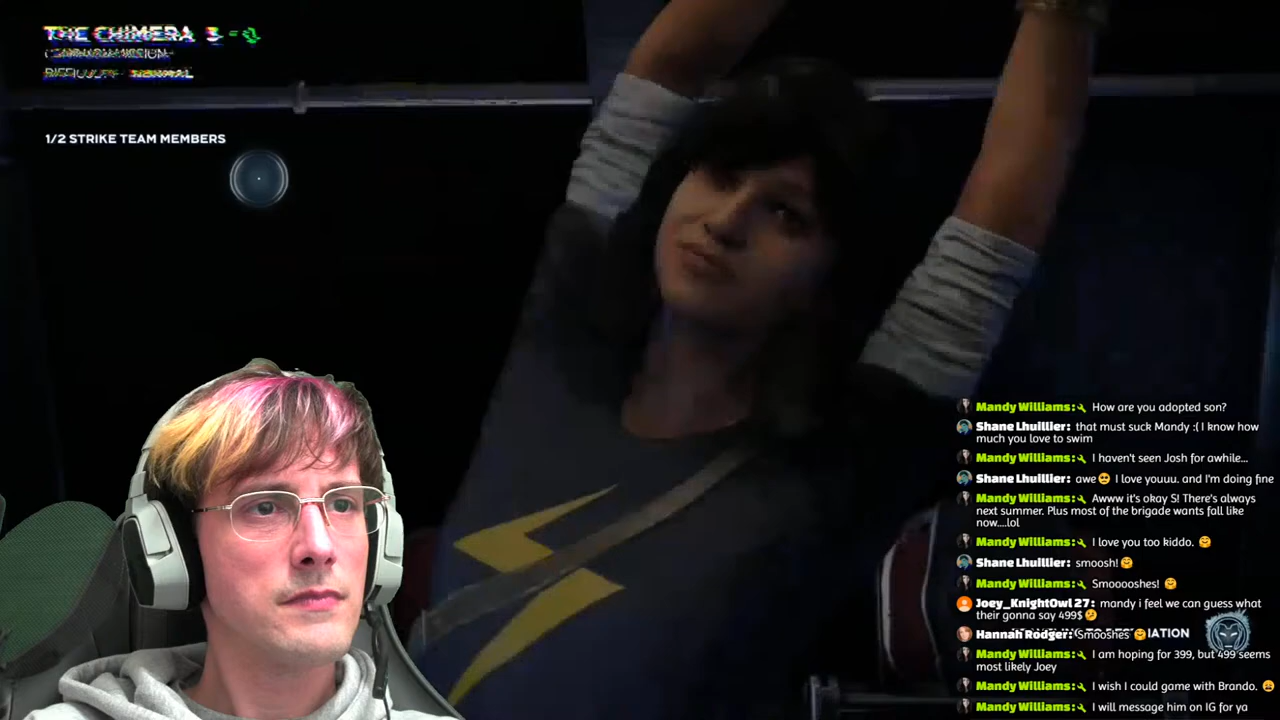 THE CHIMERA
1/2 STRIKE TEAM MEMBERS
Mandy Williams: How are you adopted son?
Shane Lhuillier: that must suck Mandy :( I know how
much you love to swim
Mandy Williams: I haven't seen Josh for awhile...
Shane Lhuillier: awe🥺 I love youuu. and I'm doing fine
Mandy Williams: Awww it's okay S! There's always
next summer. Plus most of the brigade wants fall like
now....lol
Mandy Williams: I love you too kiddo. 🤗
Shane Lhuillier: smoosh!🤗
Mandy Williams: Smooooshes! 🤗
Joey_KnightOwl 27: mandy i feel we can guess what
their gonna say 499$😕
Hannah Rodger: Smooshes 🤗
Mandy Williams: I am hoping for 399, but 499 seems
most likely Joey
Mandy Williams: I wish I could game with Brando. 😩
Mandy Williams: I will message him on IG for ya